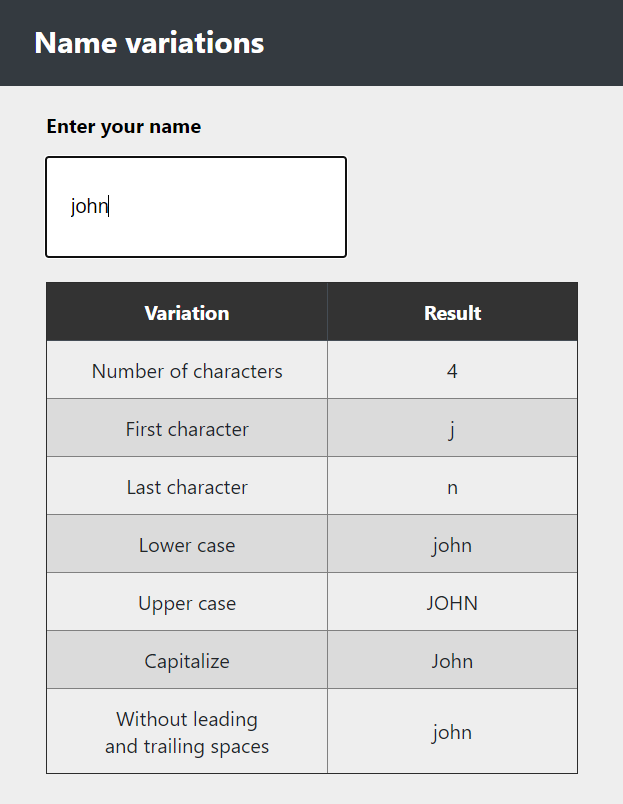 Name variations
Enter your name
john
Variation Result
Number of characters 4
First character j
Last character n
Lower case john
Upper case JOHN
Capitalize John
Without leading
and trailing spaces john